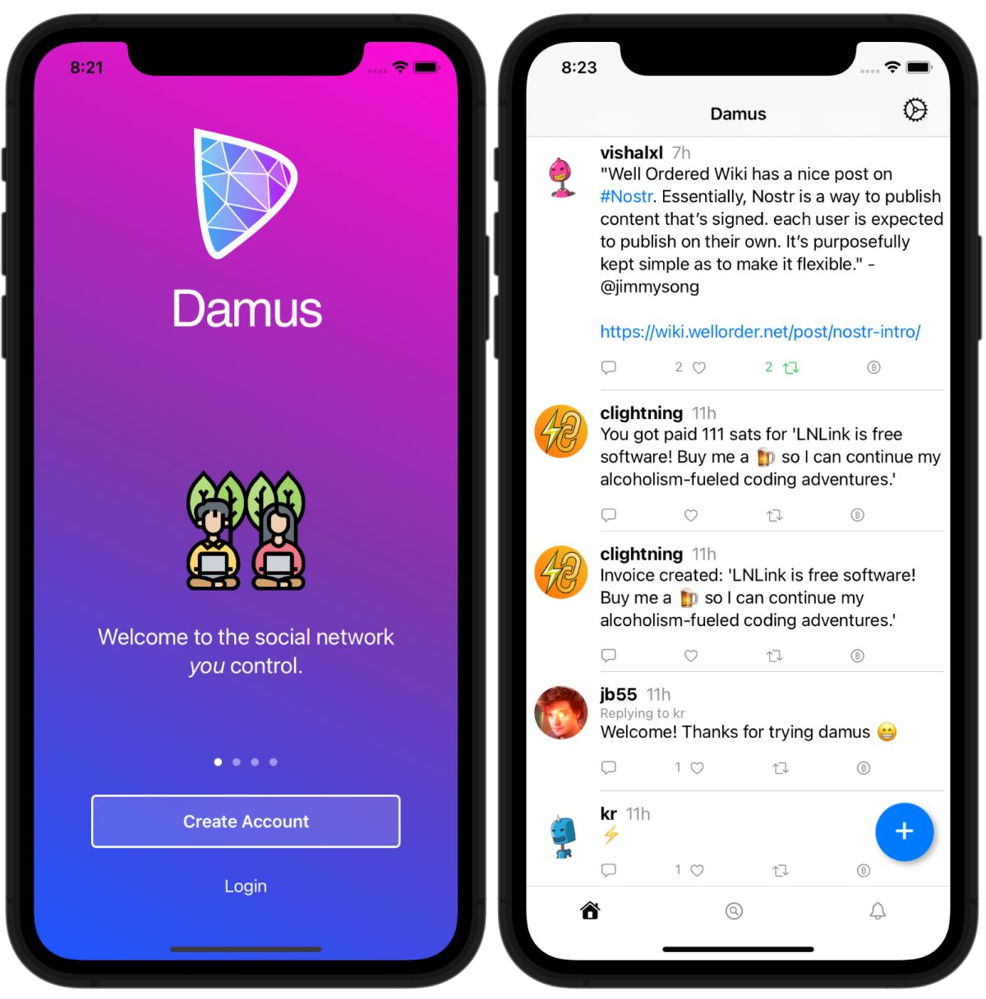 8:21
Damus
Welcome to the social network
you control.
Create Account
Login
8:23
Damus
vishalxl 7h
"Well Ordered Wiki has a nice post on
#Nostr. Essentially, Nostr is a way to publish
content that’s signed. each user is expected
to publish on their own. It’s purposefully
kept simple as to make it flexible." -
@jimmysong
https://wiki.wellorder.net/post/nostr-intro/
2 2
clightning 11h
You got paid 111 sats for 'LNLink is free
software! Buy me a 🍺 so I can continue my
alcoholism-fueled coding adventures.'
clightning 11h
Invoice created: 'LNLink is free software!
Buy me a 🍺 so I can continue my
alcoholism-fueled coding adventures.'
jb55 11h
Replying to kr
Welcome! Thanks for trying damus 😁
1
kr 11h
⚡
1